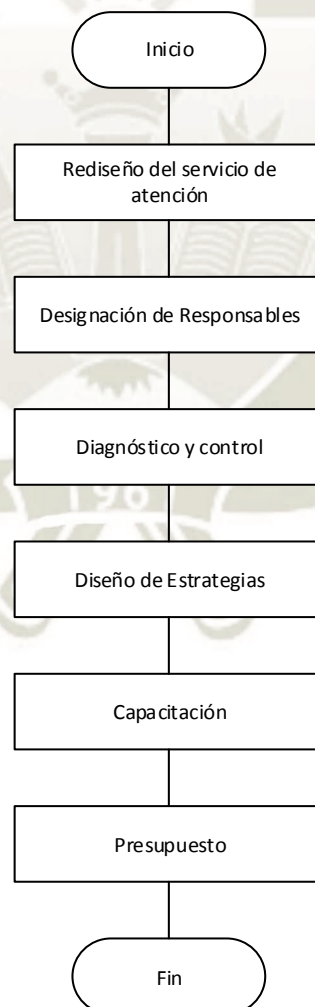 Inicio
Rediseño del servicio de
atención
Designación de Responsables
Diagnóstico y control
Diseño de Estrategias
Capacitación
Presupuesto
Fin